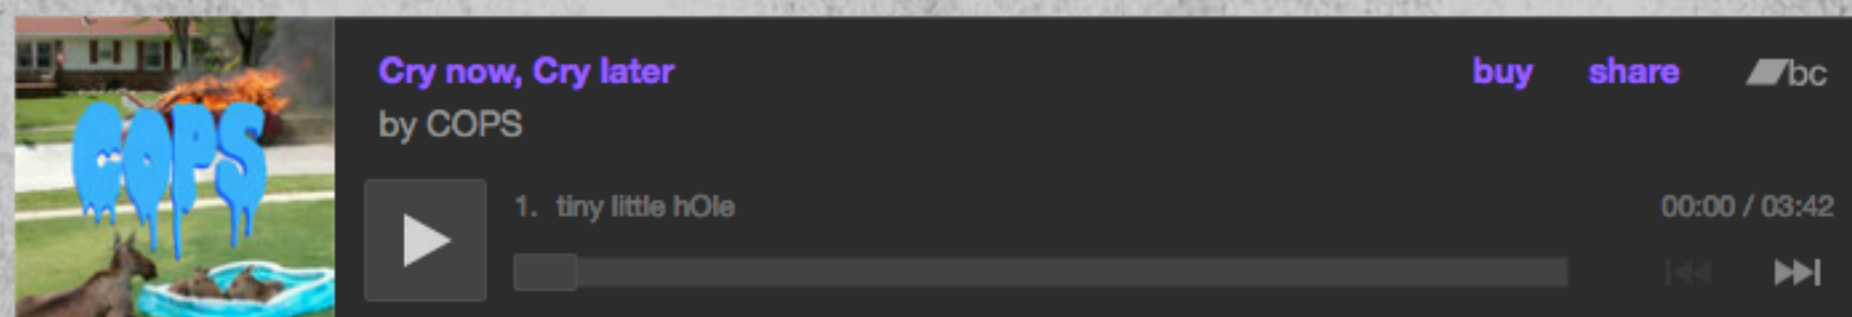 COPS
Cry now, Cry later
buy share bc
by COPS
1. tiny little hOle
00:00 / 03:42